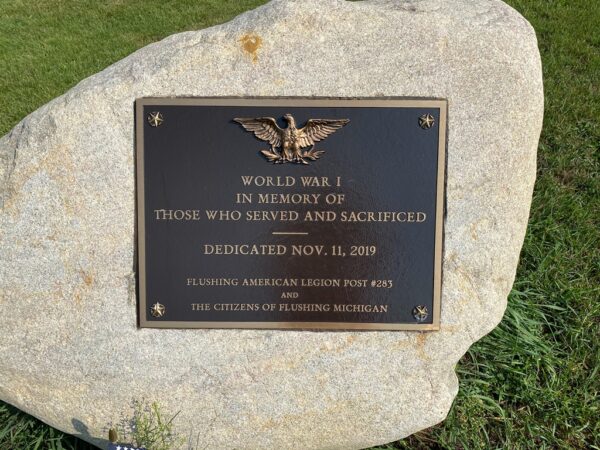 WORLD WAR I
IN MEMORY OF
THOSE WHO SERVED AND SACRIFICED
DEDICATED NOV. 11, 2019
FLUSHING AMERICAN LEGION POST #283
AND
THE CITIZENS OF FLUSHING MICHIGAN